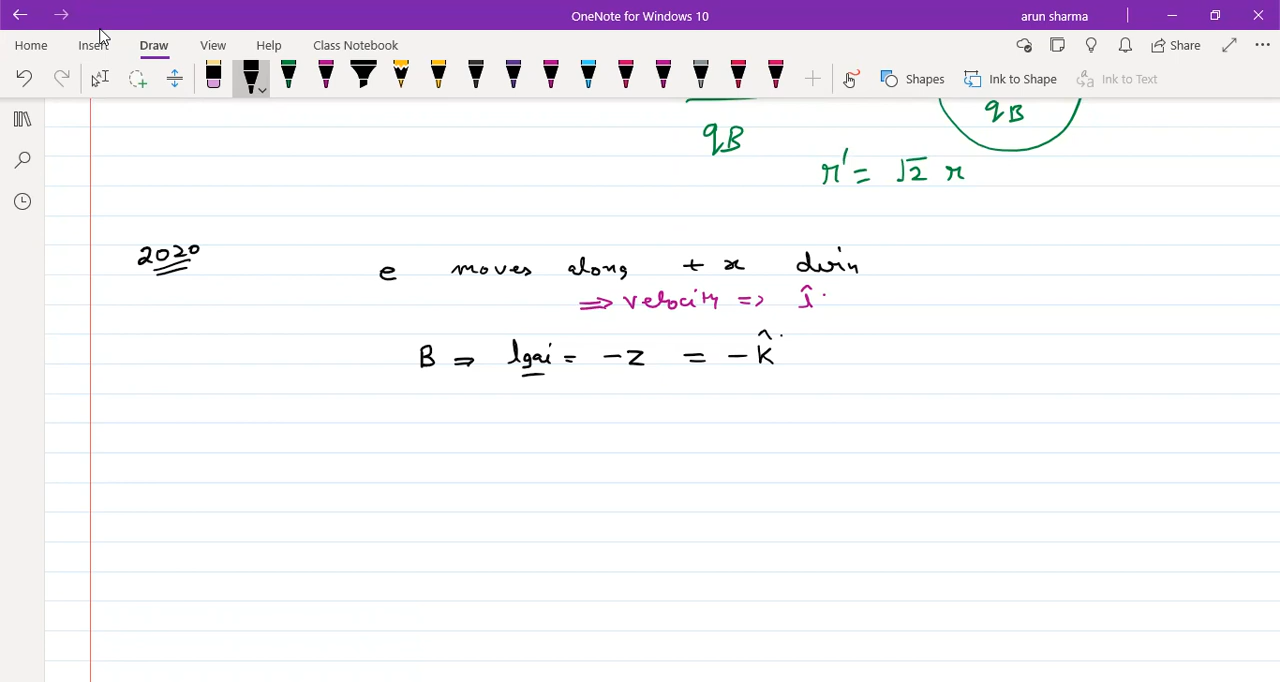 OneNote for Windows 10
arun sharma
Home Insert Draw View Help Class Notebook
Share
Shapes Ink to Shape Ink to Text
qB
qB
r' = √2 r
2020
e moves along + x dirn
⇒ velocity => î
B ⇒ lgai = -Z = - k̂